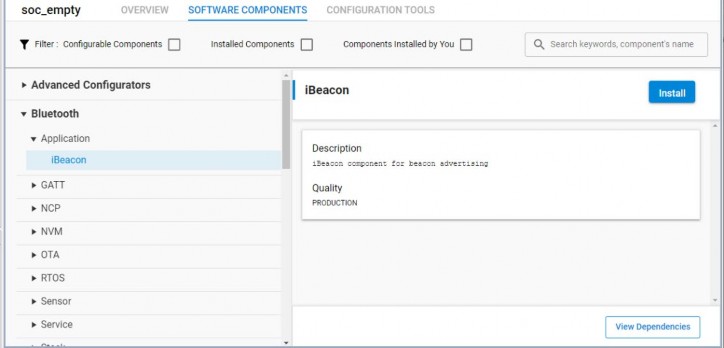 soc_empty OVERVIEW SOFTWARE COMPONENTS CONFIGURATION TOOLS
Filter : Configurable Components Installed Components Components Installed by You Search keywords, component's name
Advanced Configurators
Bluetooth
Application
iBeacon
GATT
NCP
NVM
OTA
RTOS
Sensor
Service
iBeacon Install
Description
iBeacon component for beacon advertising
Quality
PRODUCTION
View Dependencies